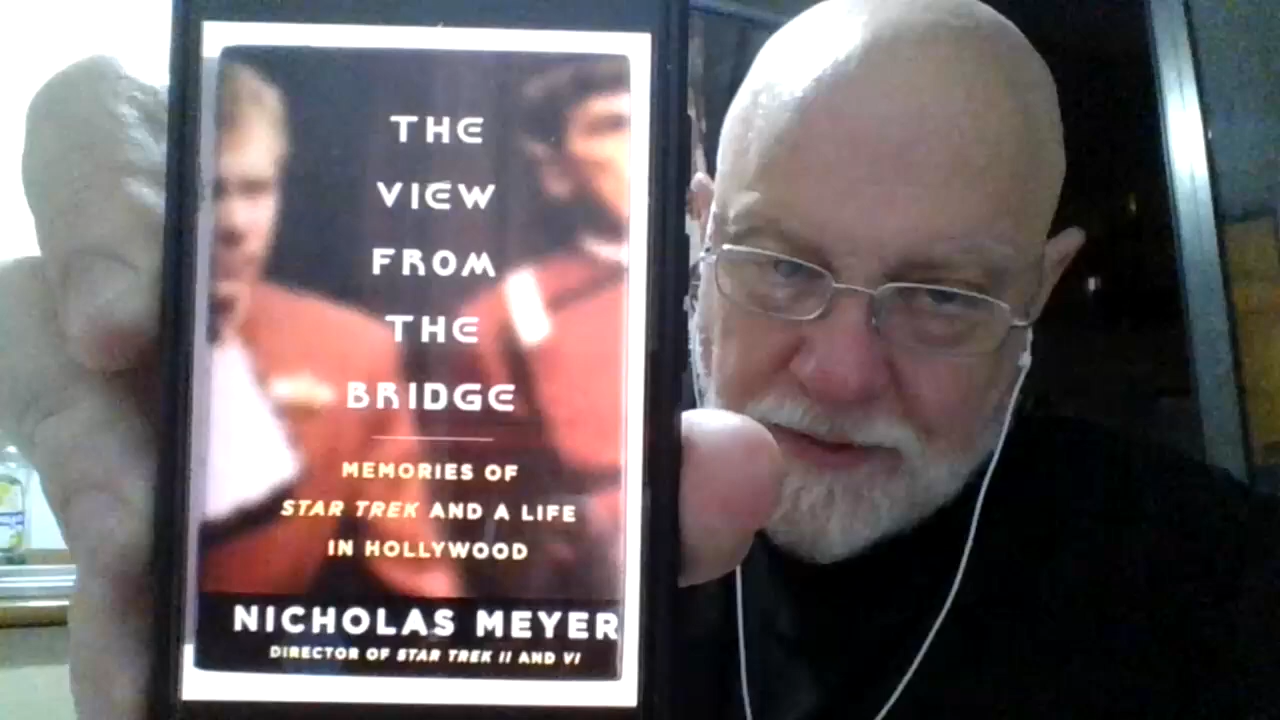 THE
VIEW
FROM
THE
BRIDGE
MEMORIES OF
STAR TREK AND A LIFE
IN HOLLYWOOD
NICHOLAS MEYER
DIRECTOR OF STAR TREK II AND VI